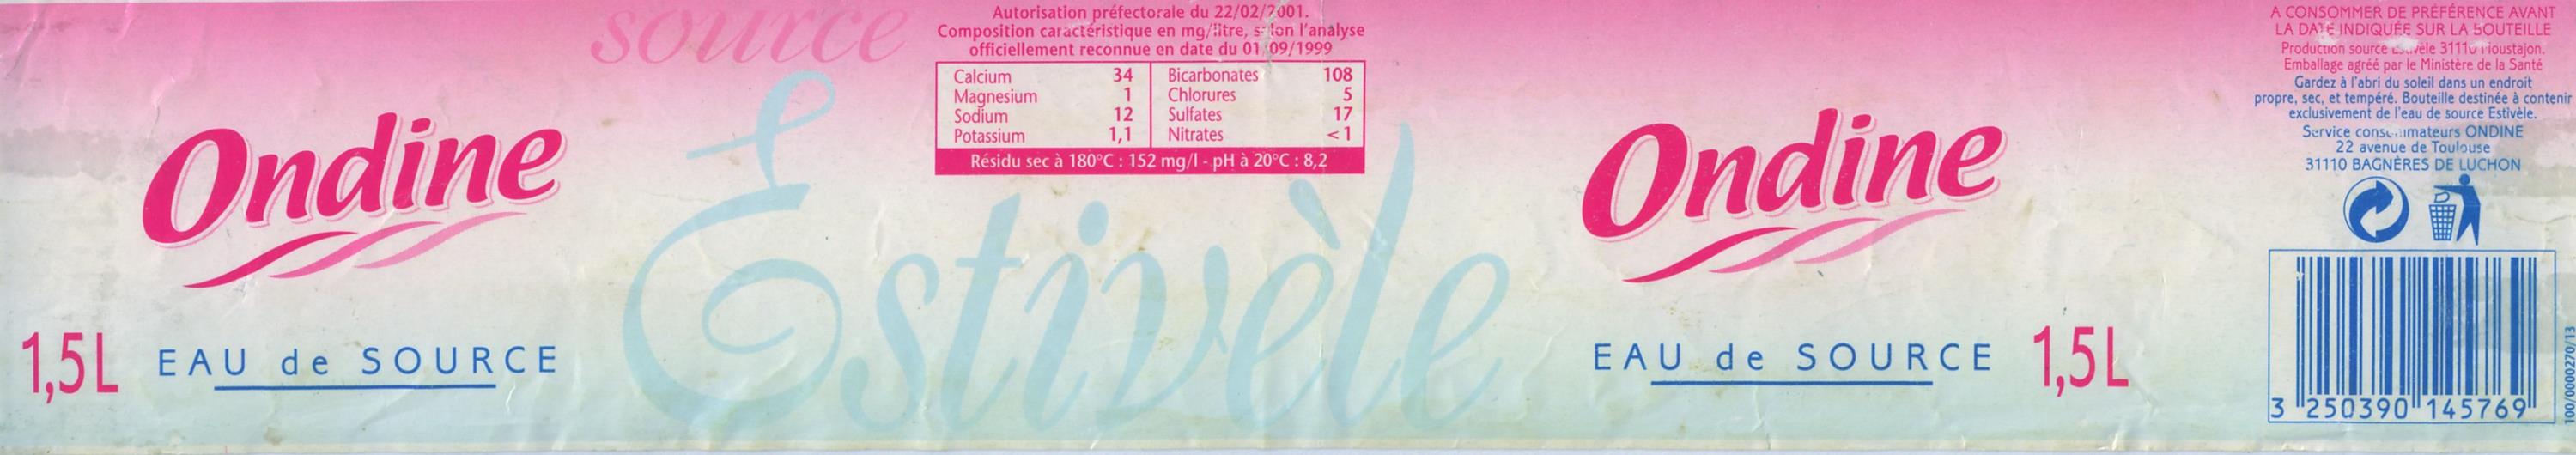 Ondine
1,5L EAU de SOURCE
source
Estivèle
Autorisation préfectorale du 22/02/2001.
Composition caractéristique en mg/litre, selon l'analyse
officiellement reconnue en date du 01/09/1999
Calcium 34 Bicarbonates 108
Magnesium 1 Chlorures 5
Sodium 12 Sulfates 17
Potassium 1,1 Nitrates <1
Résidu sec à 180°C : 152 mg/l - pH à 20°C : 8,2
Ondine
EAU de SOURCE 1,5L
A CONSOMMER DE PRÉFÉRENCE AVANT
LA DATE INDIQUÉE SUR LA BOUTEILLE
Production source Estivèle 31110 Moustajon.
Emballage agréé par le Ministère de la Santé
Gardez à l'abri du soleil dans un endroit
propre, sec, et tempéré. Bouteille destinée à contenir
exclusivement de l'eau de source Estivèle.
Service consommateurs ONDINE
22 avenue de Toulouse
31110 BAGNÈRES DE LUCHON
3 250390 145769
100/0000270/13